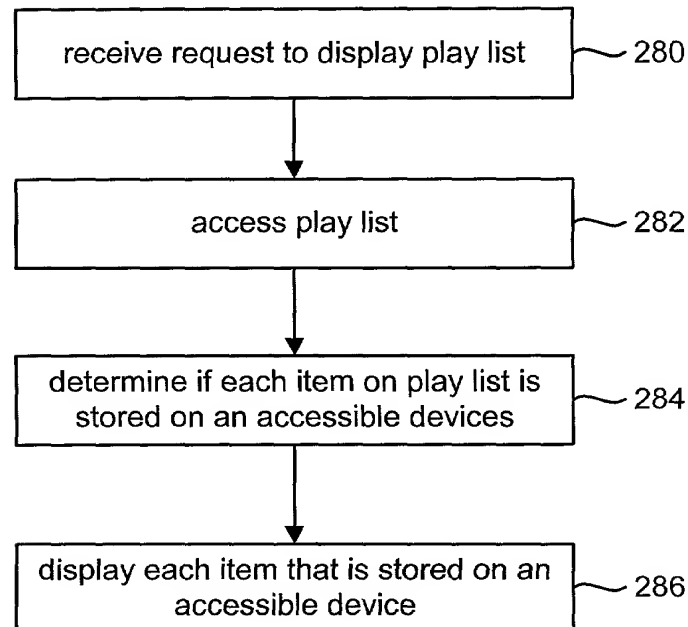 receive request to display play list
280
access play list
282
determine if each item on play list is
stored on an accessible devices
284
display each item that is stored on an
accessible device
286